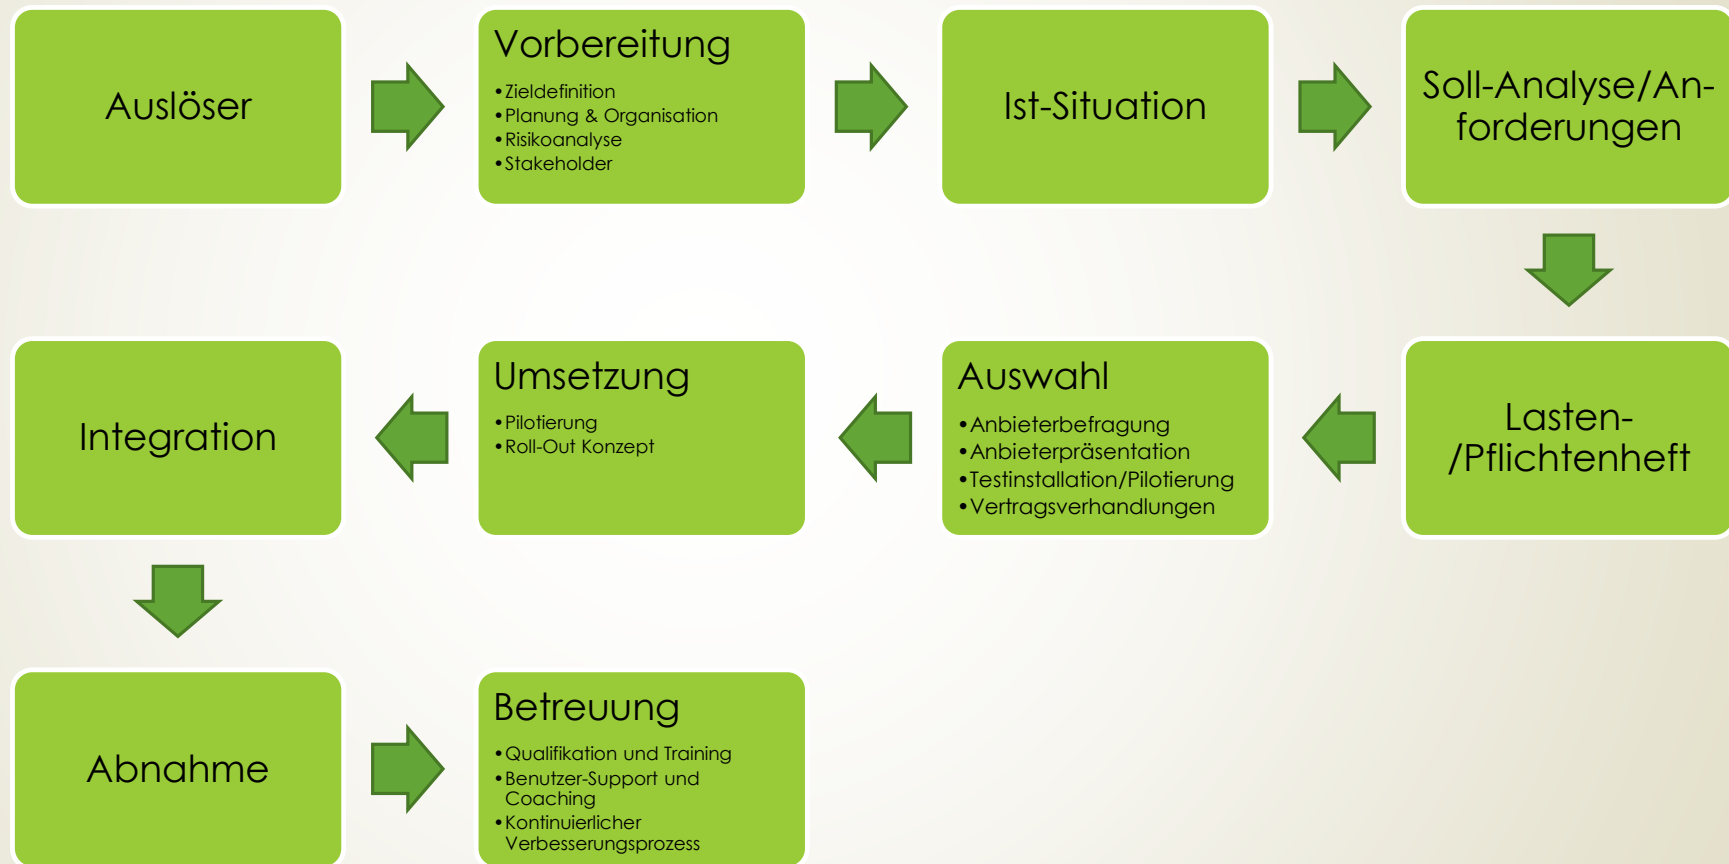 Auslöser
Vorbereitung
•Zieldefinition
•Planung & Organisation
•Risikoanalyse
•Stakeholder
Ist-Situation
Soll-Analyse/An-
forderungen
Lasten-
/Pflichtenheft
Auswahl
•Anbieterbefragung
•Anbieterpräsentation
•Testinstallation/Pilotierung
•Vertragsverhandlungen
Umsetzung
•Pilotierung
•Roll-Out Konzept
Integration
Abnahme
Betreuung
•Qualifikation und Training
•Benutzer-Support und
Coaching
•Kontinuierlicher
Verbesserungsprozess